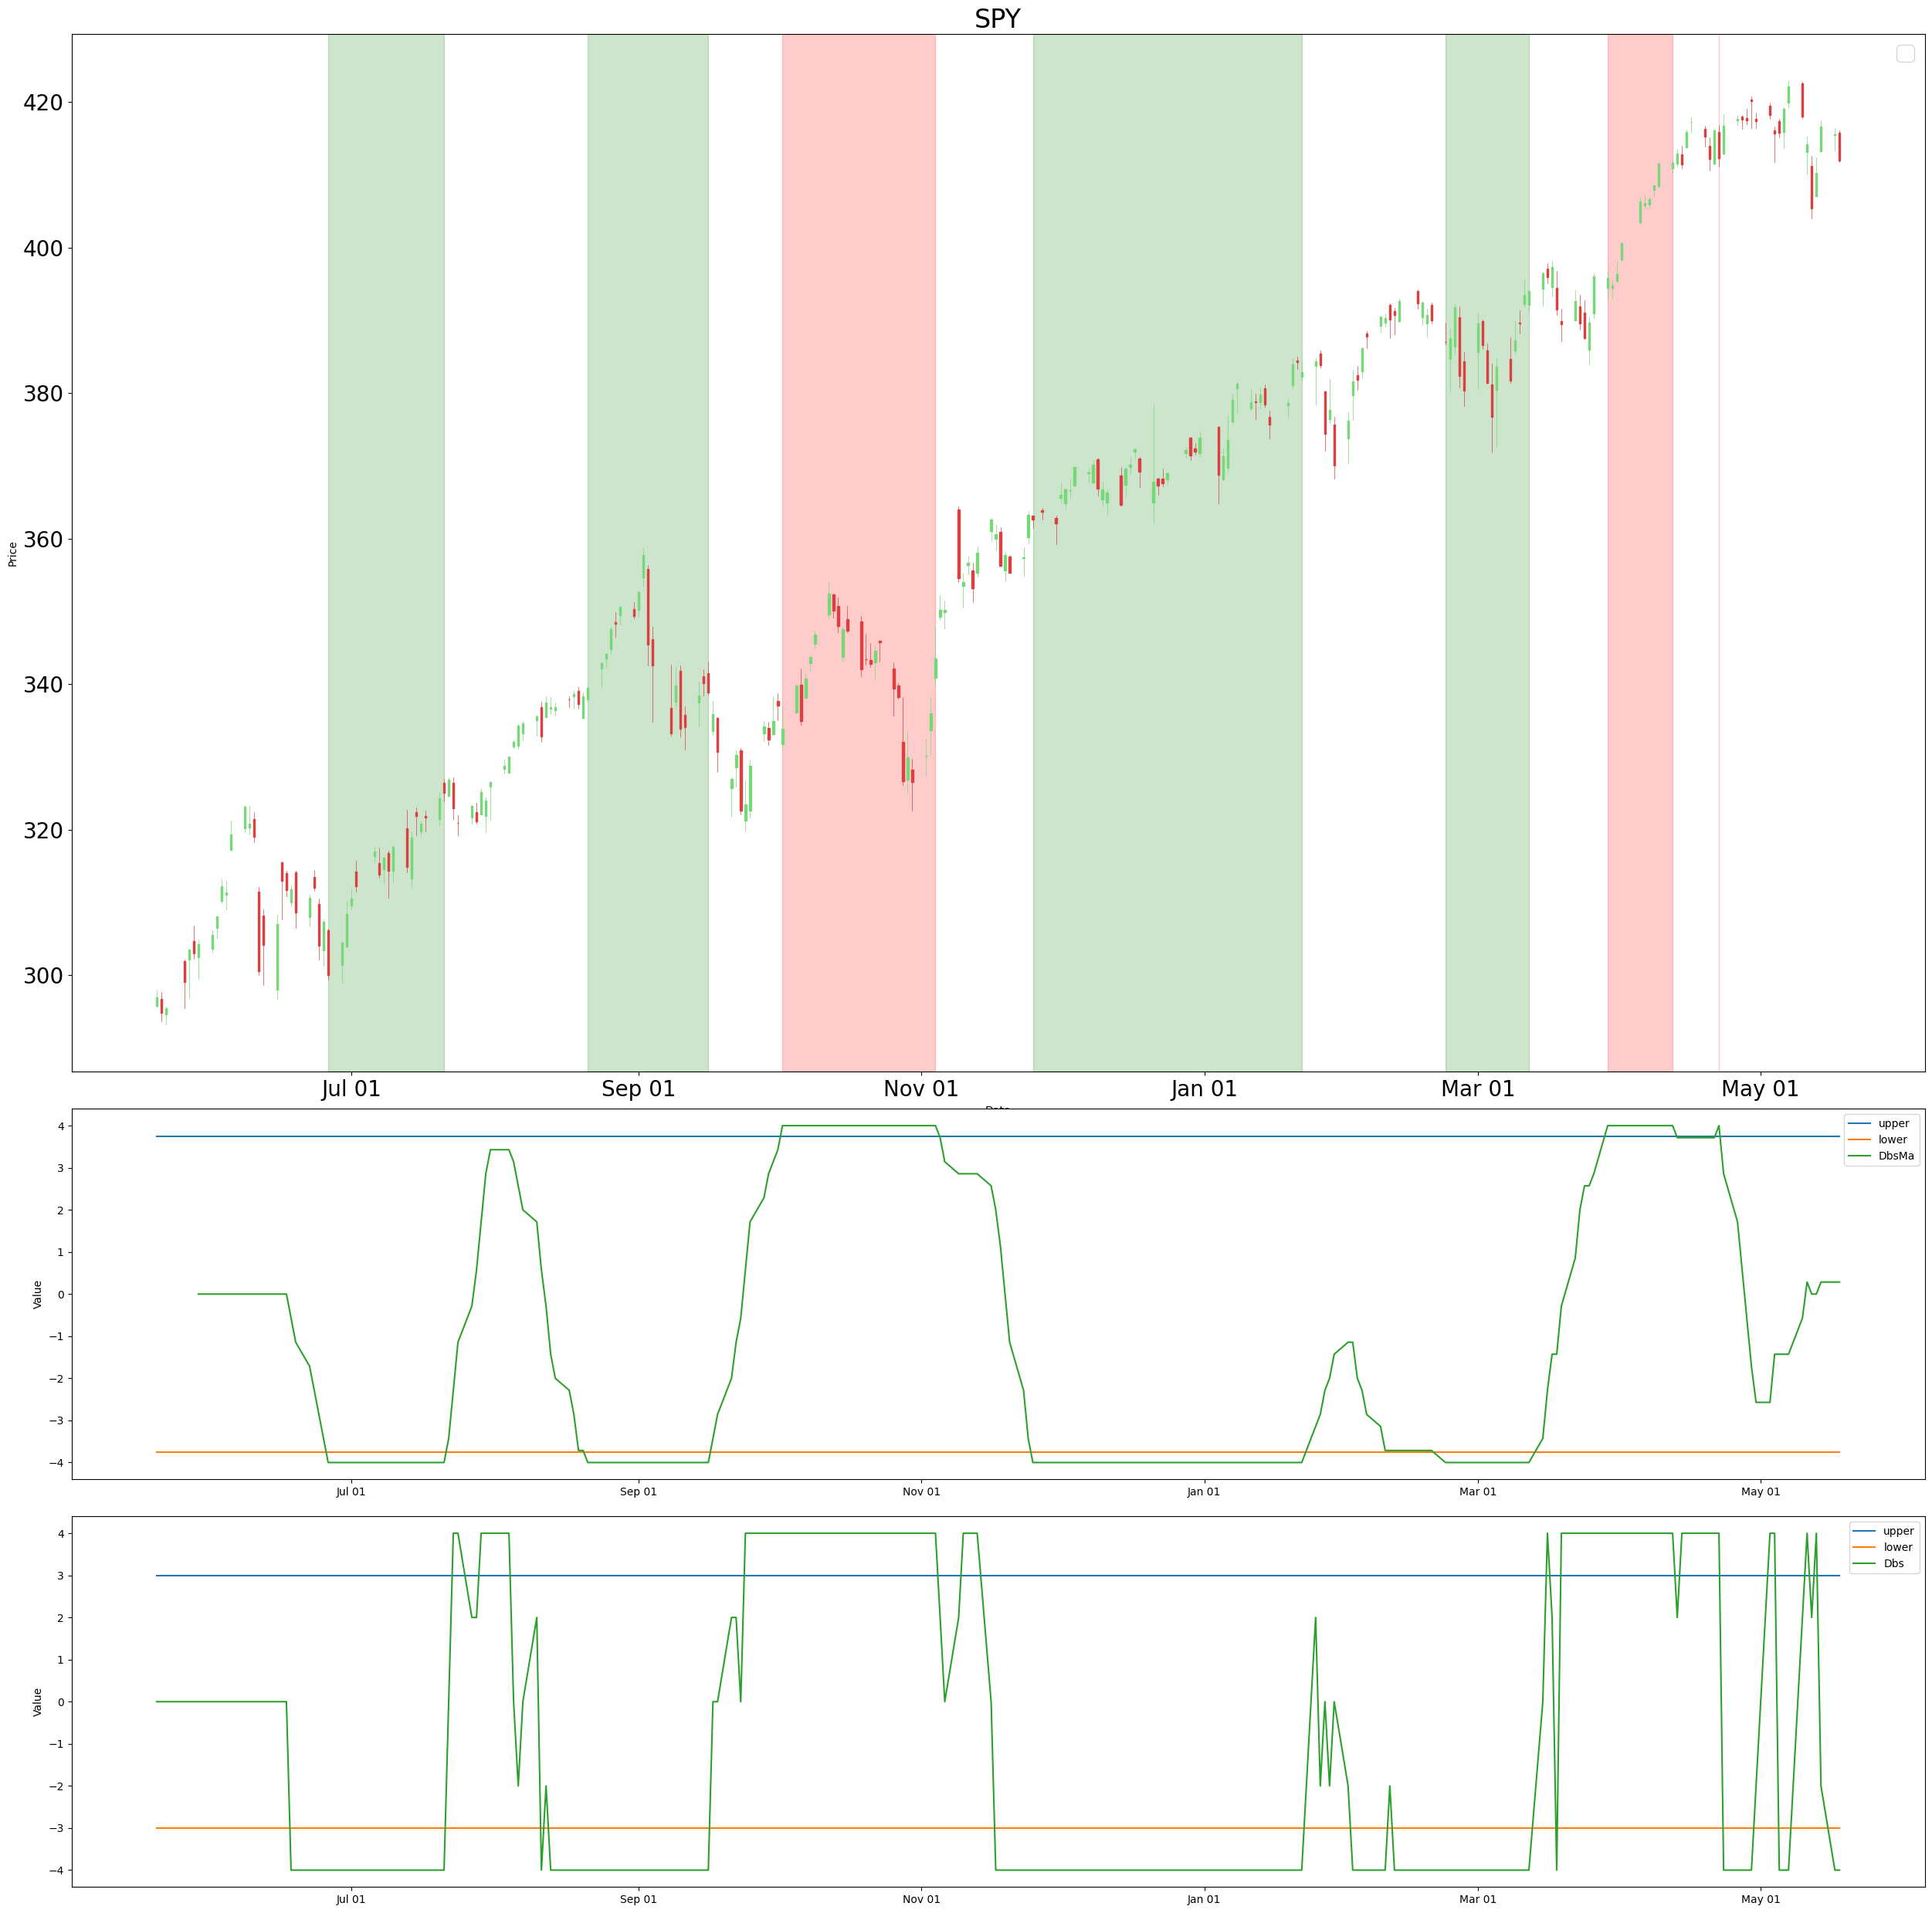 SPY
420
400
380
360
340
320
300
Price
Jul 01
Sep 01
Nov 01
Jan 01
Mar 01
May 01
4
3
2
1
0
−1
−2
−3
−4
Value
upper
lower
DbsMa
Jul 01
Sep 01
Nov 01
Jan 01
Mar 01
May 01
4
3
2
1
0
−1
−2
−3
−4
Value
upper
lower
Dbs
Jul 01
Sep 01
Nov 01
Jan 01
Mar 01
May 01